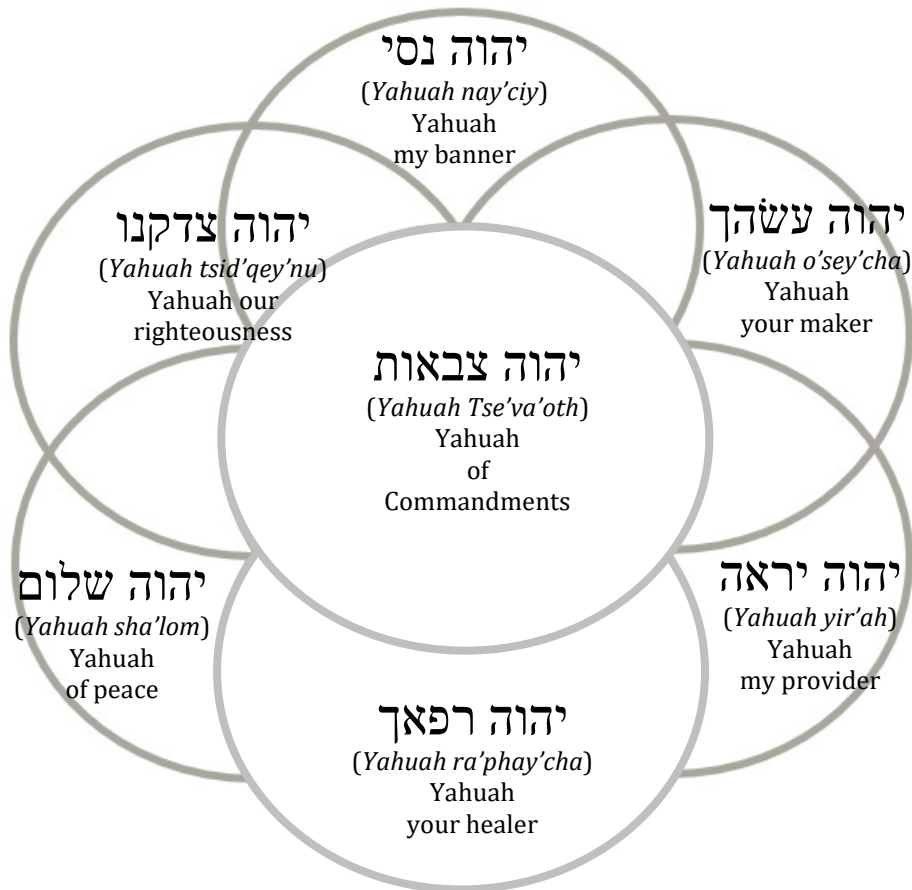 יהוה נסי
(Yahuah nay’ciy)
Yahuah
my banner
יהוה צדקנו
(Yahuah tsid’qey’nu)
Yahuah our
righteousness
יהוה עשׂהך
(Yahuah o’sey’cha)
Yahuah
your maker
יהוה צבאות
(Yahuah Tse’va’oth)
Yahuah
of
Commandments
יהוה שלום
(Yahuah sha’lom)
Yahuah
of peace
יהוה יראה
(Yahuah yir’ah)
Yahuah
my provider
יהוה רפאך
(Yahuah ra’phay’cha)
Yahuah
your healer